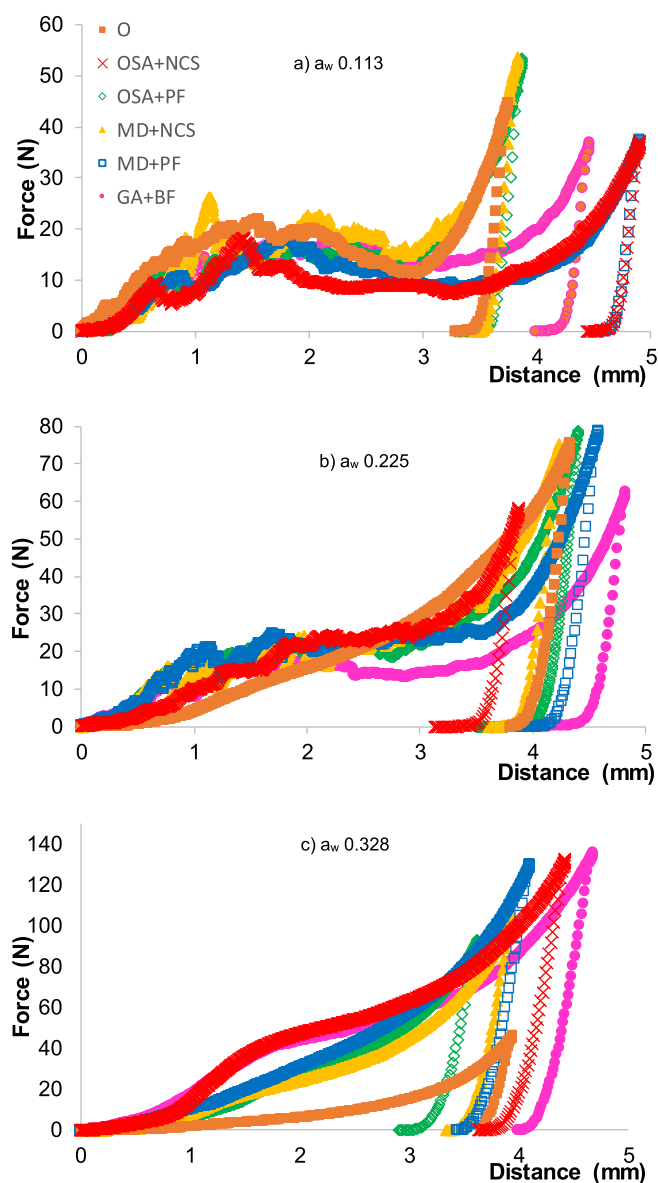 60
50
40
30
20
10
0
Force (N)
O
OSA+NCS
OSA+PF
MD+NCS
MD+PF
GA+BF
a) aw 0.113
0 1 2 3 4 5
Distance (mm)
80
70
60
50
40
30
20
10
0
Force (N)
b) aw 0.225
0 1 2 3 4 5
Distance (mm)
140
120
100
80
60
40
20
0
Force (N)
c) aw 0.328
0 1 2 3 4 5
Distance (mm)